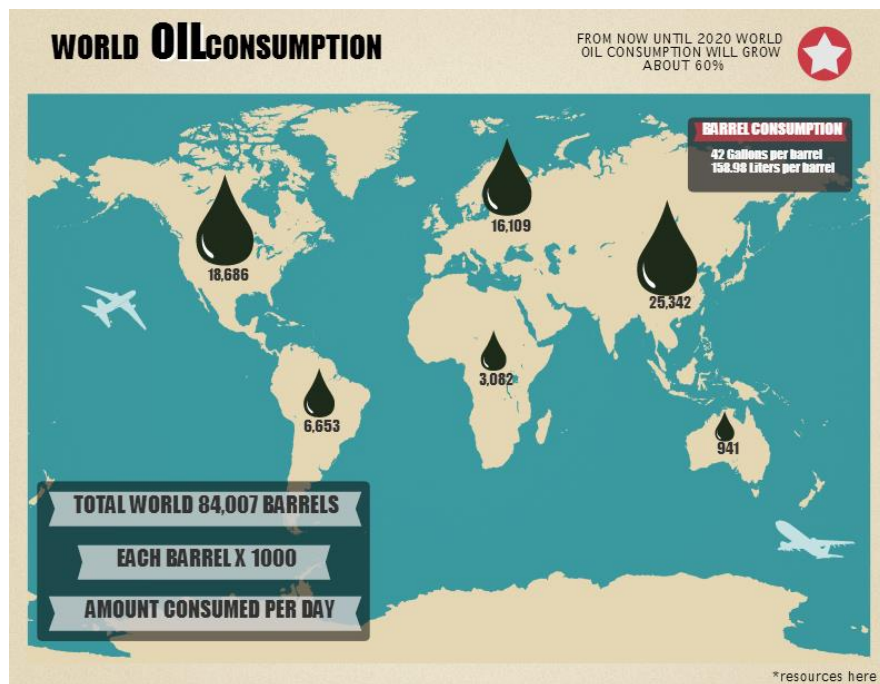 WORLD OIL CONSUMPTION
FROM NOW UNTIL 2020 WORLD
OIL CONSUMPTION WILL GROW
ABOUT 60%
BARREL CONSUMPTION
42 Gallons per barrel
158.98 Liters per barrel
16,109
18,686
25,342
3,082
6,653
941
TOTAL WORLD 84,007 BARRELS
EACH BARREL X 1000
AMOUNT CONSUMED PER DAY
*resources here